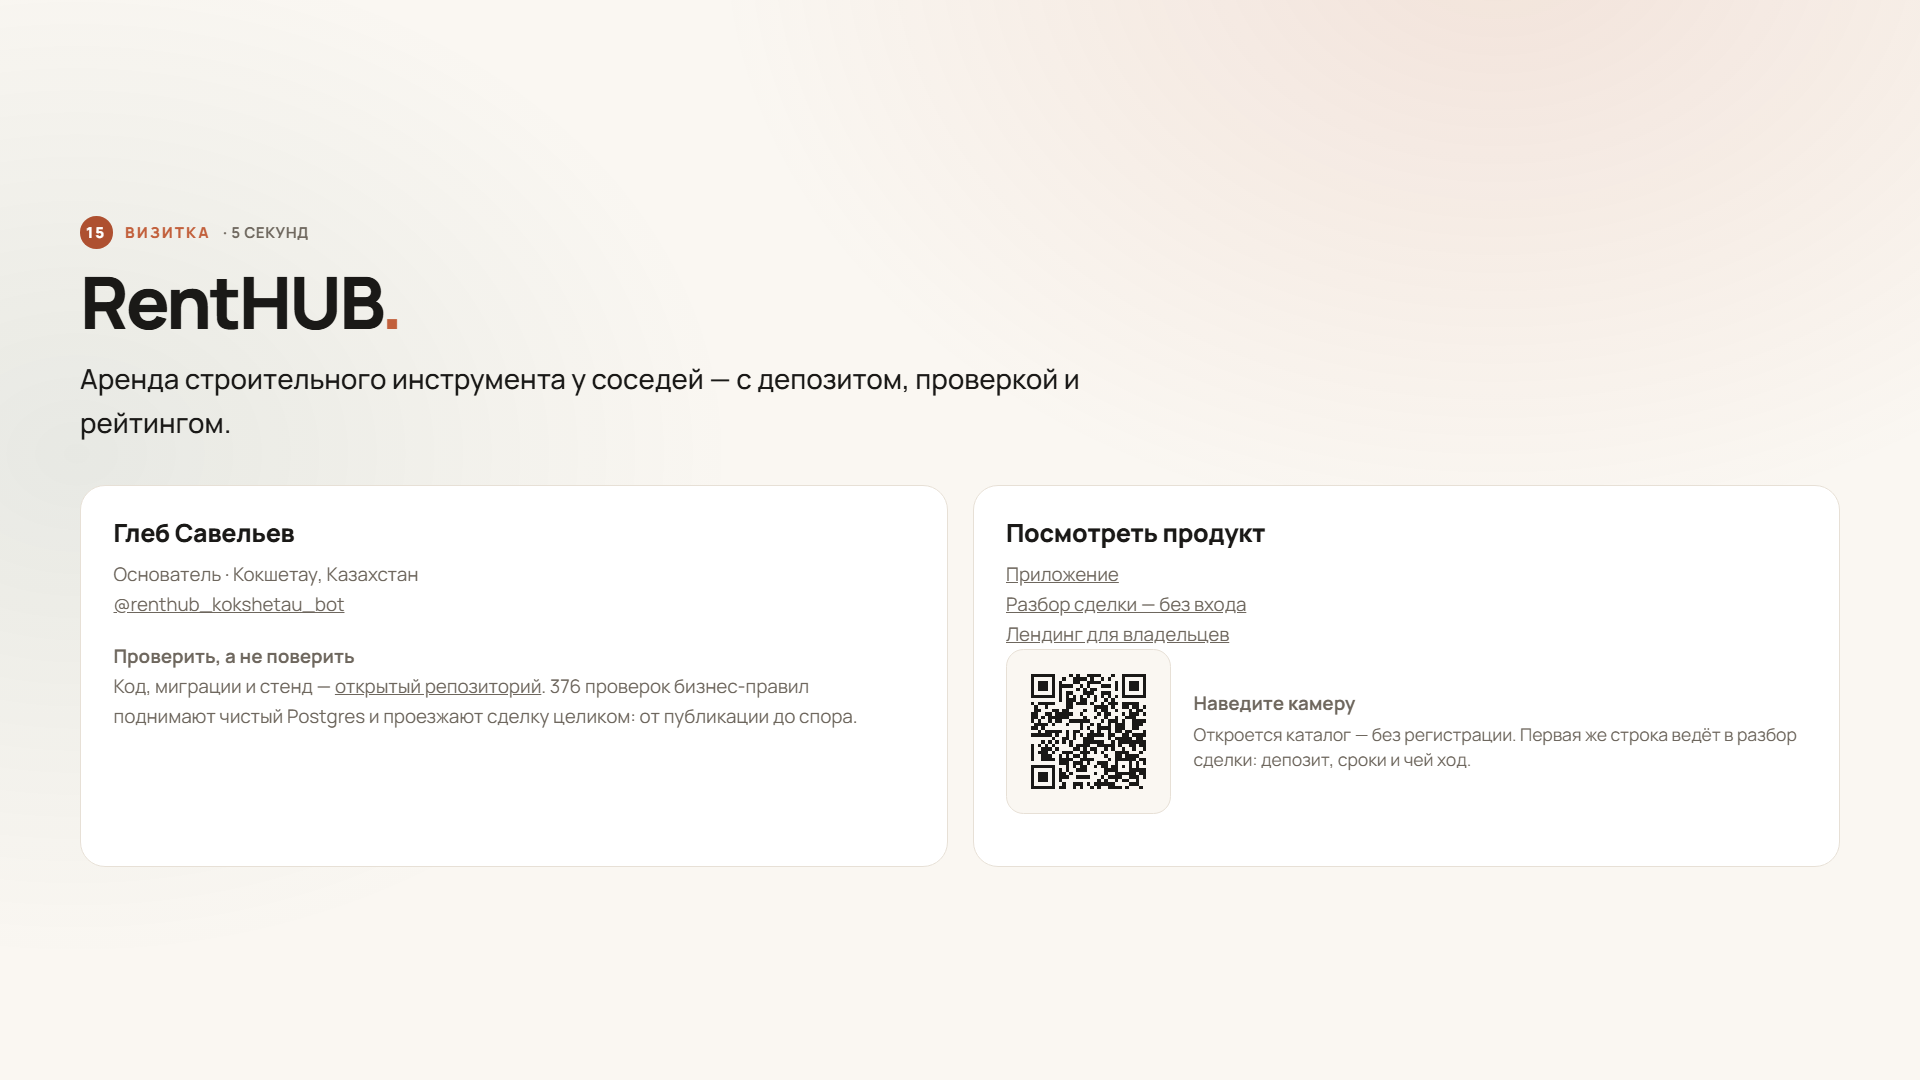 15 ВИЗИТКА · 5 СЕКУНД
RentHUB.
Аренда строительного инструмента у соседей — с депозитом, проверкой и
рейтингом.
Глеб Савельев
Основатель · Кокшетау, Казахстан
@renthub_kokshetau_bot
Проверить, а не поверить
Код, миграции и стенд — открытый репозиторий. 376 проверок бизнес-правил
поднимают чистый Postgres и проезжают сделку целиком: от публикации до спора.
Посмотреть продукт
Приложение
Разбор сделки — без входа
Лендинг для владельцев
Наведите камеру
Откроется каталог — без регистрации. Первая же строка ведёт в разбор
сделки: депозит, сроки и чей ход.